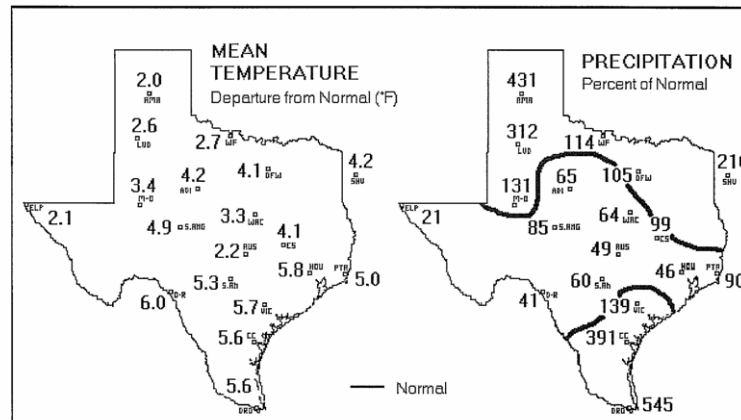 MEAN
TEMPERATURE
Departure from Normal (°F)
2.0
AMA
2.6
LUD
2.7
WF
4.2
ABI
4.1
DFW
4.2
SHV
3.4
M-O
ELP
2.1
4.9
S.ANG
3.3
WAC
4.1
CS
2.2
AUS
5.8
HOU
PTA
5.0
5.3
S.An
6.0
D-R
5.7
VIC
5.6
CC
5.6
BRO
PRECIPITATION
Percent of Normal
431
AMA
312
LUD
114
WF
65
ABI
105
DFW
210
SHV
131
M-O
ELP
21
85
S.ANG
64
WAC
99
CS
49
AUS
46
HOU
PTA
90
60
S.An
41
D-R
139
VIC
391
CC
545
BRO
Normal